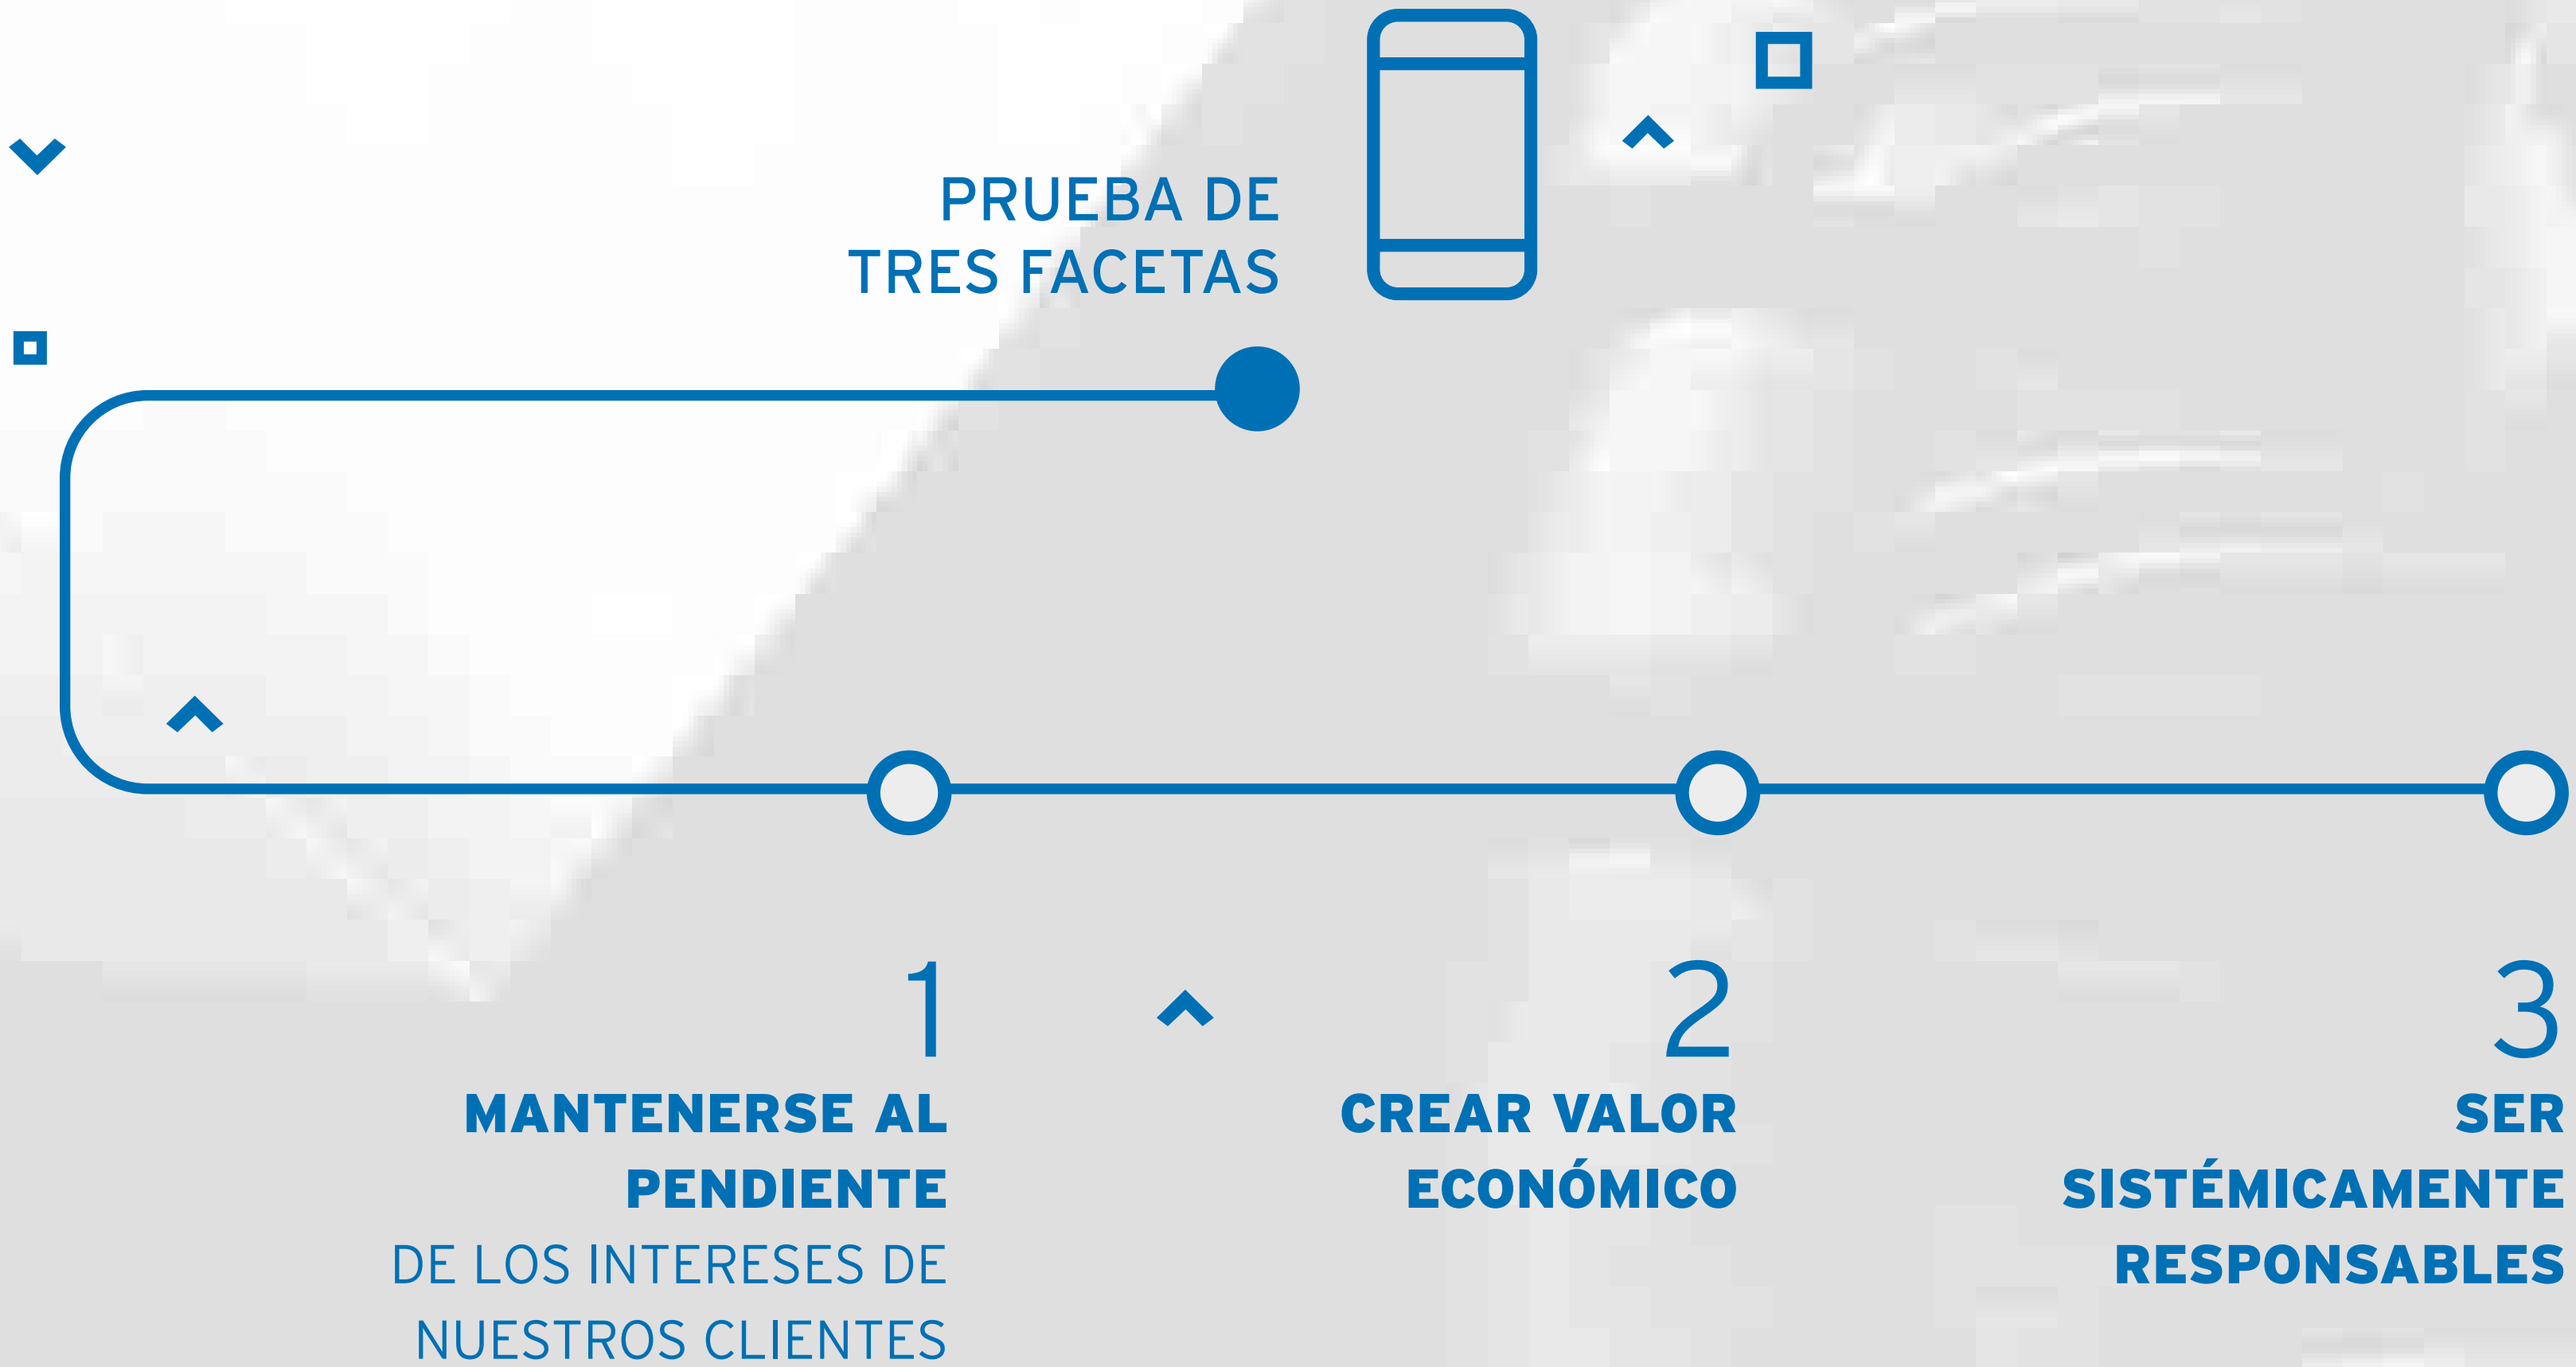 PRUEBA DE
TRES FACETAS
1
MANTENERSE AL
PENDIENTE
DE LOS INTERESES DE
NUESTROS CLIENTES
2
CREAR VALOR
ECONÓMICO
3
SER
SISTÉMICAMENTE
RESPONSABLES